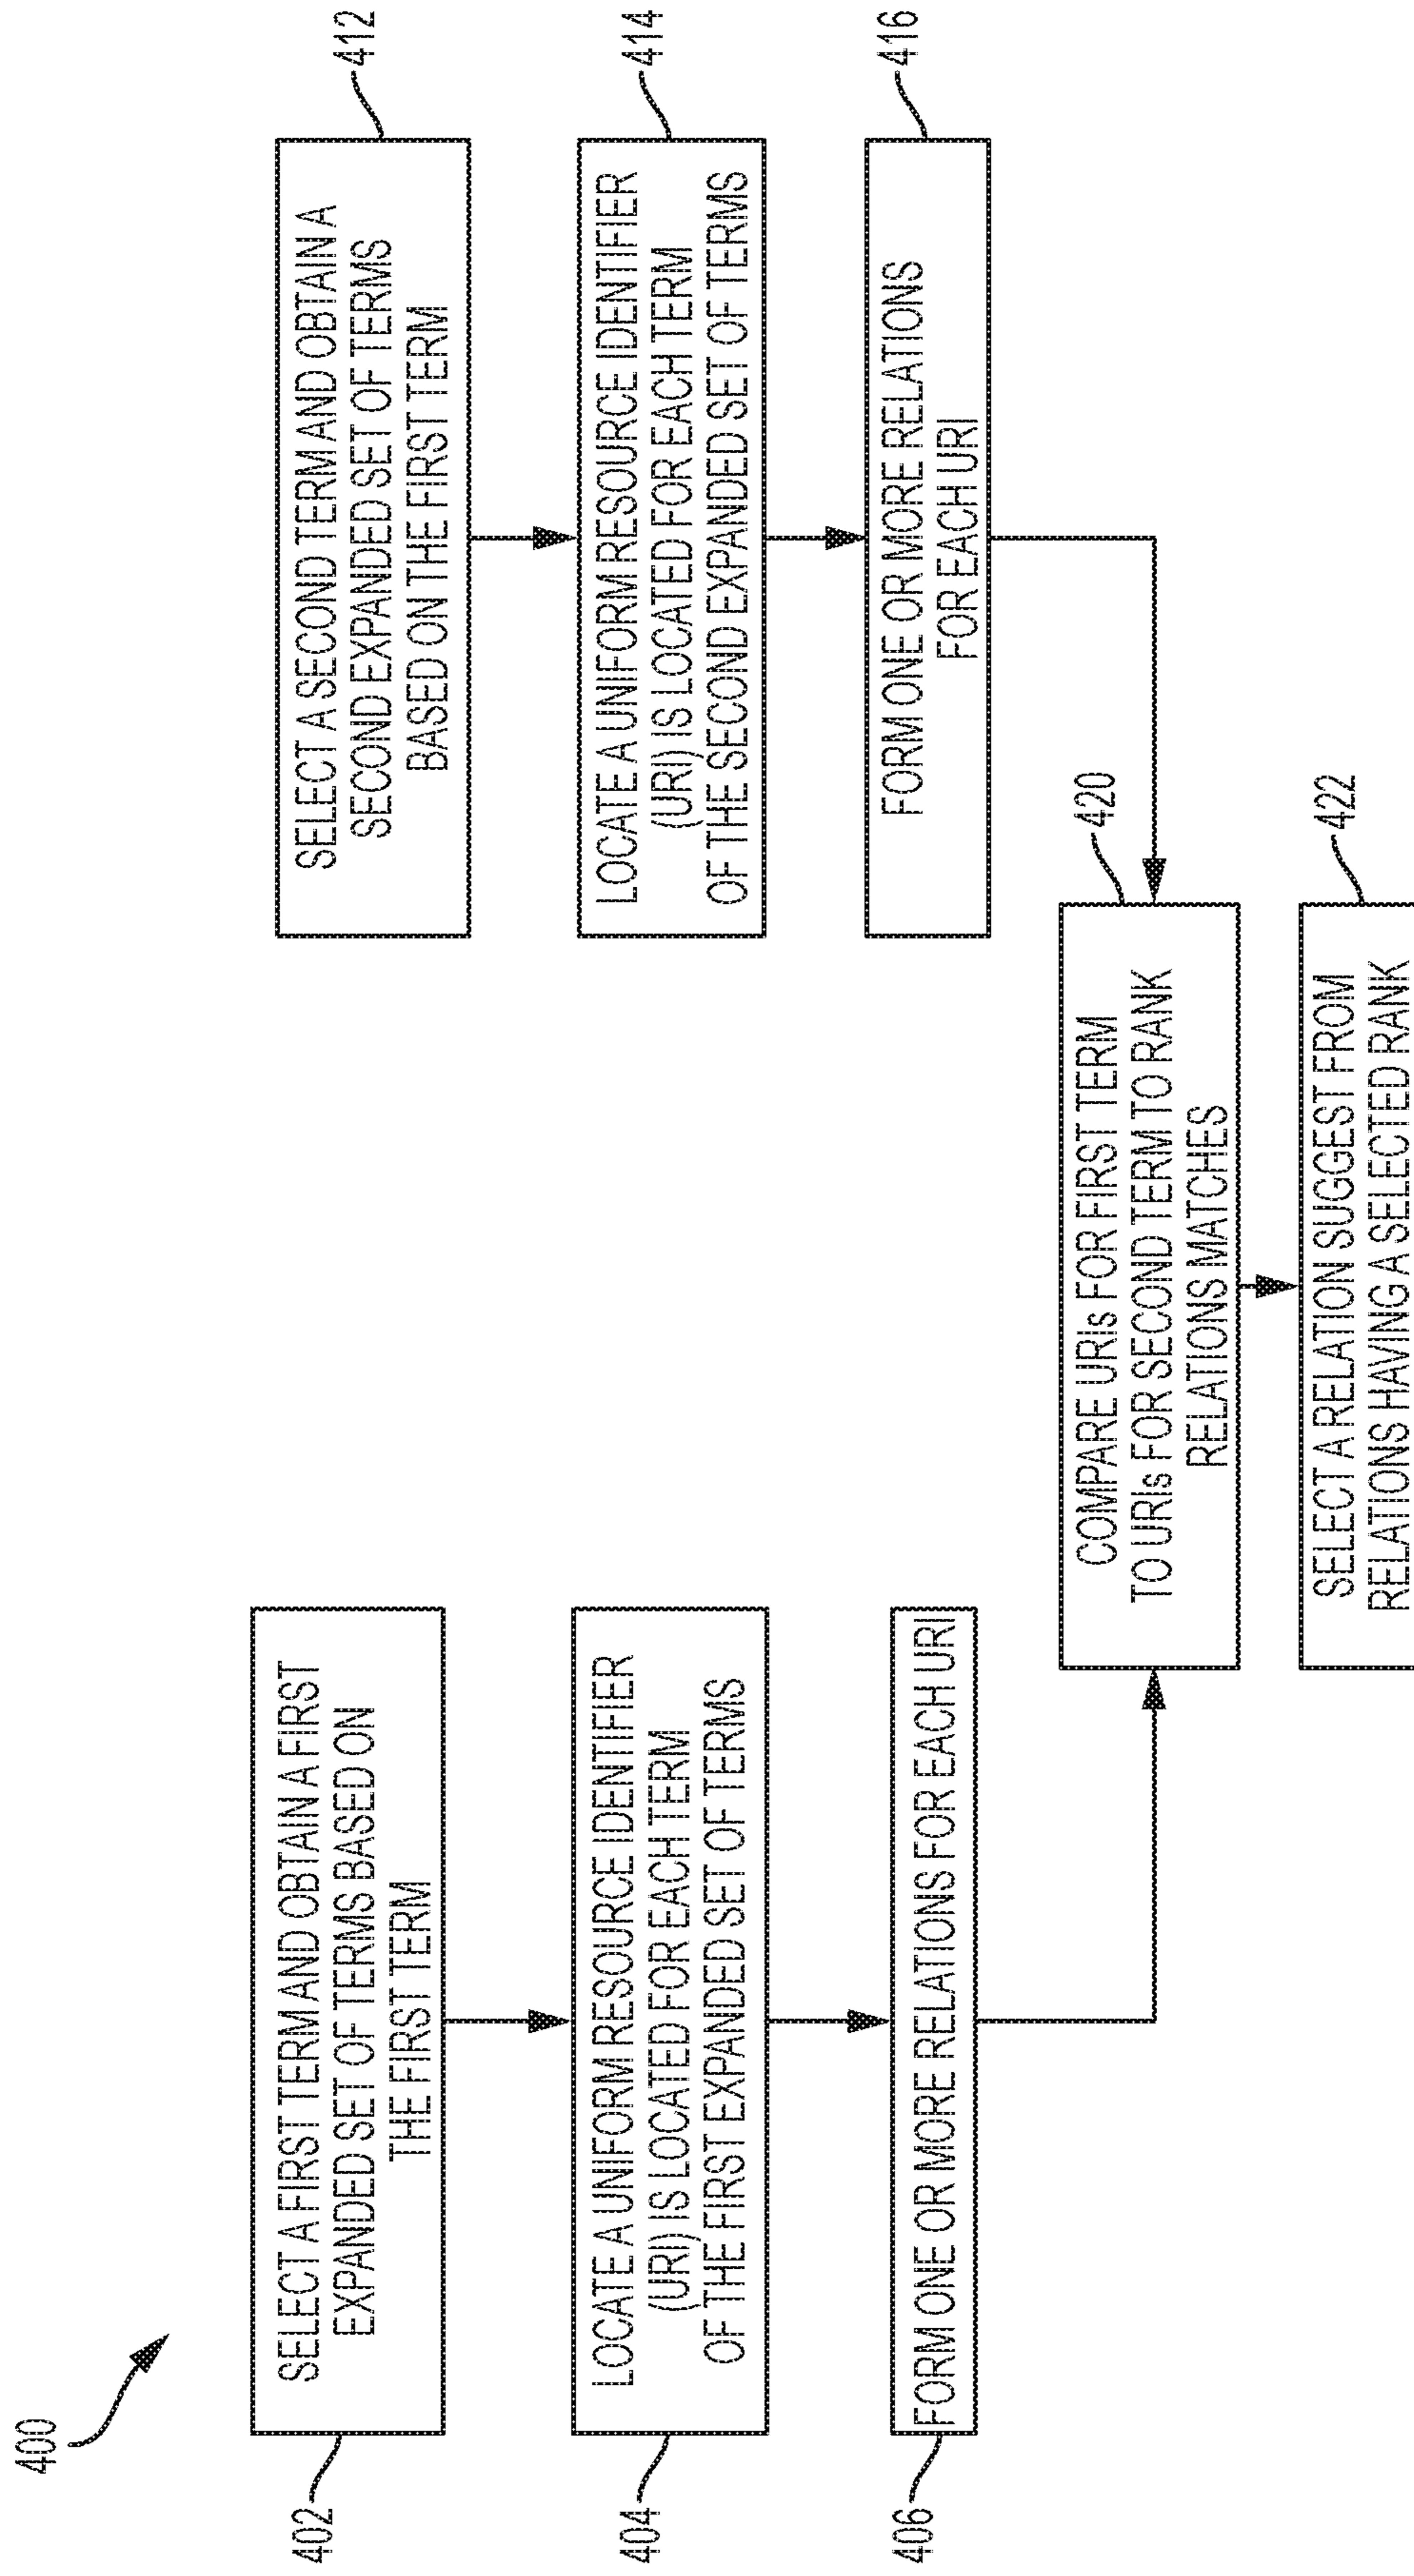 400
402
SELECT A FIRST TERM AND OBTAIN A FIRST
EXPANDED SET OF TERMS BASED ON
THE FIRST TERM
404
LOCATE A UNIFORM RESOURCE IDENTIFIER
(URI) IS LOCATED FOR EACH TERM
OF THE FIRST EXPANDED SET OF TERMS
406
FORM ONE OR MORE RELATIONS FOR EACH URI
SELECT A SECOND TERM AND OBTAIN A
SECOND EXPANDED SET OF TERMS
BASED ON THE FIRST TERM
412
LOCATE A UNIFORM RESOURCE IDENTIFIER
(URI) IS LOCATED FOR EACH TERM
OF THE SECOND EXPANDED SET OF TERMS
414
FORM ONE OR MORE RELATIONS
FOR EACH URI
416
COMPARE URIs FOR FIRST TERM
TO URIs FOR SECOND TERM TO RANK
RELATIONS MATCHES
420
SELECT A RELATION SUGGEST FROM
RELATIONS HAVING A SELECTED RANK
422